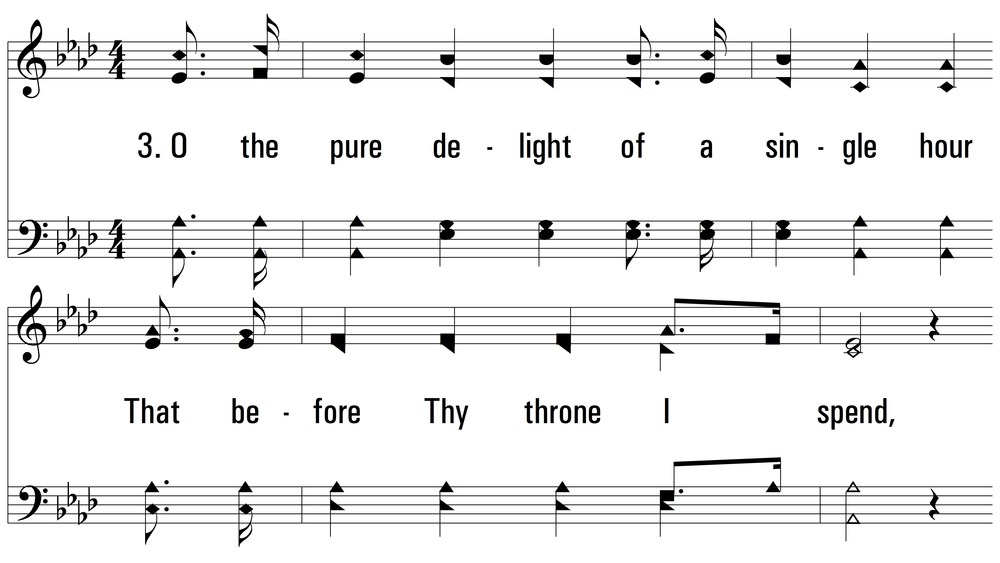 3. O the pure de - light of a sin - gle hour
That be - fore Thy throne I spend,